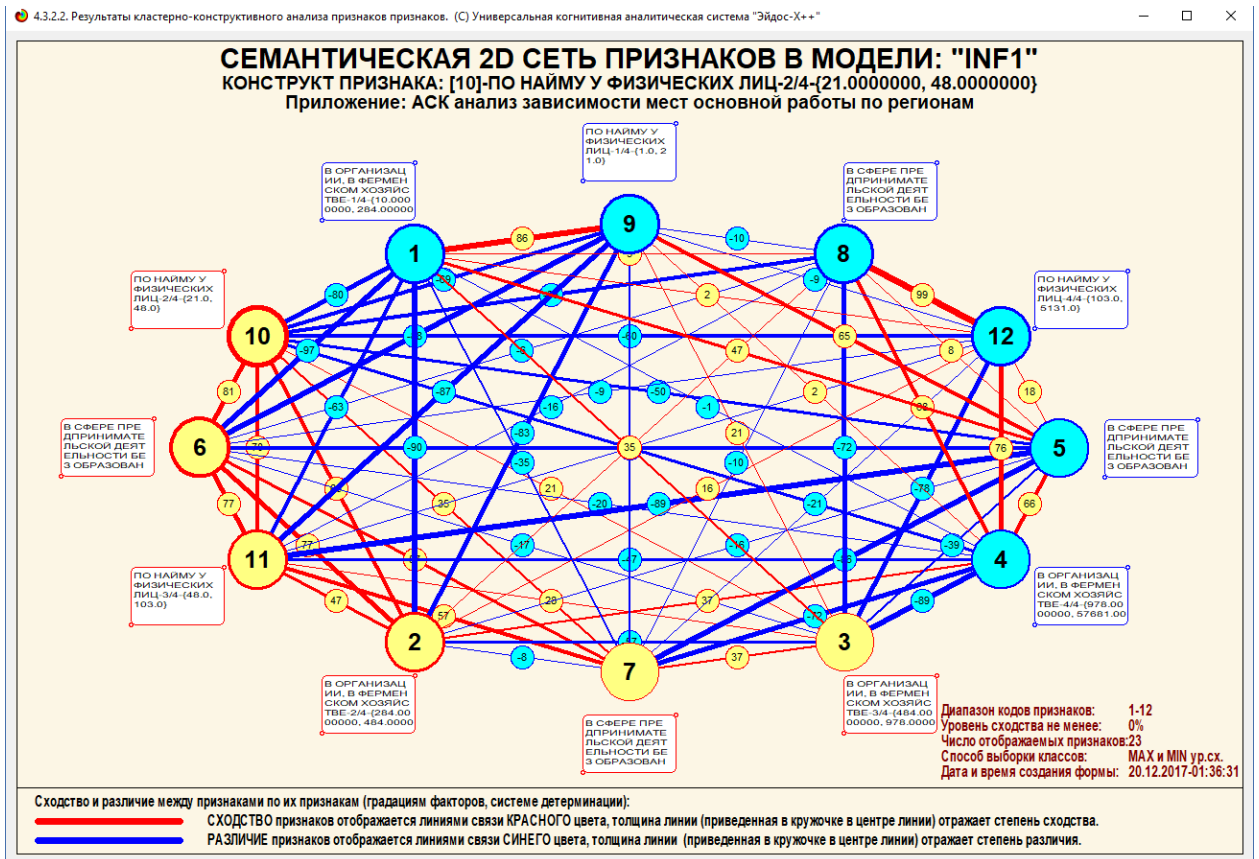 4.3.2.2. Результаты кластерно-конструктивного анализа признаков признаков. (С) Универсальная когнитивная аналитическая система "Эйдос-Х++"
СЕМАНТИЧЕСКАЯ 2D СЕТЬ ПРИЗНАКОВ В МОДЕЛИ: "INF1"
КОНСТРУКТ ПРИЗНАКА: [10]-ПО НАЙМУ У ФИЗИЧЕСКИХ ЛИЦ-2/4-{21.0000000, 48.0000000}
Приложение: АСК анализ зависимости мест основной работы по регионам
ПО НАЙМУ У
ФИЗИЧЕСКИХ
ЛИЦ-1/4-{1.0, 2
1.0}
В ОРГАНИЗАЦ
ИИ, В ФЕРМЕН
СКОМ ХОЗЯЙС
ТВЕ-1/4-{10.000
0000, 284.00000
В СФЕРЕ ПРЕ
ДПРИНИМАТЕ
ЛЬСКОЙ ДЕЯТ
ЕЛЬНОСТИ БЕ
З ОБРАЗОВАН
9
1
8
86
-10
ПО НАЙМУ У
ФИЗИЧЕСКИХ
ЛИЦ-2/4-{21.0,
48.0}
ПО НАЙМУ У
ФИЗИЧЕСКИХ
ЛИЦ-4/4-{103.0,
5131.0}
-80
-69
2
-9
99
10
12
-60
65
-97
-6
47
8
81
-87
-9
-50
2
18
-63
-16
-1
В СФЕРЕ ПРЕ
ДПРИНИМАТЕ
ЛЬСКОЙ ДЕЯТ
ЕЛЬНОСТИ БЕ
З ОБРАЗОВАН
-83
21
В СФЕРЕ ПРЕ
ДПРИНИМАТЕ
ЛЬСКОЙ ДЕЯТ
ЕЛЬНОСТИ БЕ
З ОБРАЗОВАН
6
-90
35
-72
76
5
-35
-10
21
16
-78
77
-20
-89
-21
66
77
-17
-16
-39
11
-47
4
ПО НАЙМУ У
ФИЗИЧЕСКИХ
ЛИЦ-3/4-{48.0,
103.0}
В ОРГАНИЗАЦ
ИИ, В ФЕРМЕН
СКОМ ХОЗЯЙС
ТВЕ-4/4-{978.00
00000, 57881.00
47
28
37
-89
57
-72
2
3
-8
7
37
В ОРГАНИЗАЦ
ИИ, В ФЕРМЕН
СКОМ ХОЗЯЙС
ТВЕ-2/4-{284.00
00000, 484.0000
В СФЕРЕ ПРЕ
ДПРИНИМАТЕ
ЛЬСКОЙ ДЕЯТ
ЕЛЬНОСТИ БЕ
З ОБРАЗОВАН
В ОРГАНИЗАЦ
ИИ, В ФЕРМЕН
СКОМ ХОЗЯЙС
ТВЕ-3/4-{484.00
00000, 978.0000
Диапазон кодов признаков: 1-12
Уровень сходства не менее: 0%
Число отображаемых признаков:23
Способ выборки классов: MAX и MIN ур.сх.
Дата и время создания формы: 20.12.2017-01:36:31
Сходство и различие между признаками по их признакам (градациям факторов, системе детерминации):
СХОДСТВО признаков отображается линиями связи КРАСНОГО цвета, толщина линии (приведенная в кружочке в центре линии) отражает степень сходства.
РАЗЛИЧИЕ признаков отображается линиями связи СИНЕГО цвета, толщина линии (приведенная в кружочке в центре линии) отражает степень различия.